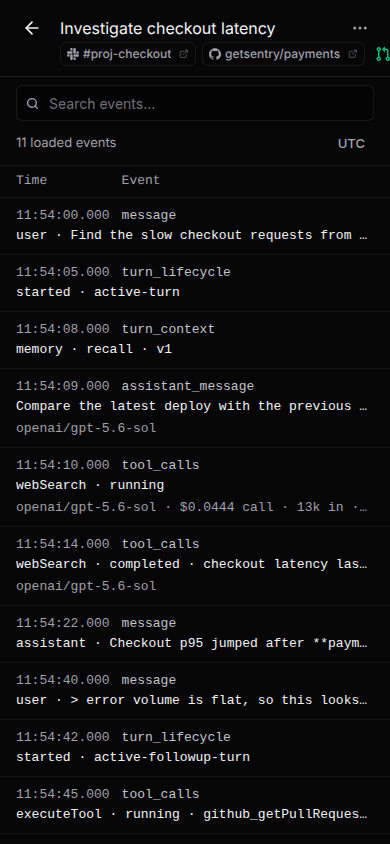 Investigate checkout latency
#proj-checkout
getsentry/payments
Search events...
11 loaded events
UTC
Time Event
11:54:00.000 message
user · Find the slow checkout requests from …
11:54:05.000 turn_lifecycle
started · active-turn
11:54:08.000 turn_context
memory · recall · v1
11:54:09.000 assistant_message
Compare the latest deploy with the previous …
openai/gpt-5.6-sol
11:54:10.000 tool_calls
webSearch · running
openai/gpt-5.6-sol · $0.0444 call · 13k in ·…
11:54:14.000 tool_calls
webSearch · completed · checkout latency las…
openai/gpt-5.6-sol
11:54:22.000 message
assistant · Checkout p95 jumped after **paym…
11:54:40.000 message
user · > error volume is flat, so this looks…
11:54:42.000 turn_lifecycle
started · active-followup-turn
11:54:45.000 tool_calls
executeTool · running · github_getPullReques…